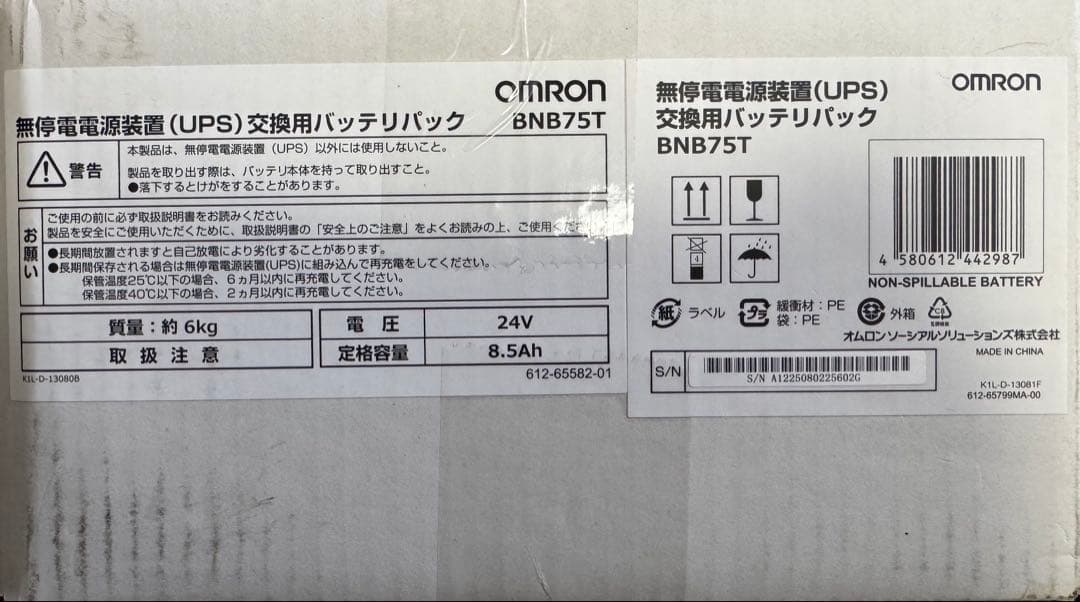 OMRON
無停電電源装置(UPS)交換用バッテリパック BNB75T
警告
本製品は、無停電電源装置(UPS)以外には使用しないこと。
製品を取り出す際は、バッテリ本体を持って取り出すこと。
●落下するとけがをすることがあります。
お願い
ご使用の前に必ず取扱説明書をお読みください。
製品を安全にご使用いただくために、取扱説明書の「安全上のご注意」をよくお読みの上、ご使用くださ
●長期間放置されますと自己放電により劣化することがあります。
●長期間保存される場合は無停電電源装置(UPS)に組み込んで再充電をしてください。
保管温度25℃以下の場合、6ヵ月以内に再充電してください。
保管温度40℃以下の場合、2ヵ月以内に再充電してください。
質量：約6kg
取扱注意
電 圧 24V
定格容量 8.5Ah
K1L-D-13080B
612-65582-01
OMRON
無停電電源装置(UPS)
交換用バッテリパック
BNB75T
4
4 580612 442987
NON-SPILLABLE BATTERY
紙 ラベル
プラ 緩衝材：PE
袋：PE
外箱
オムロン ソーシアルソリューションズ株式会社
MADE IN CHINA
S/N
S/N A1225080225602G
K1L-D-13081F
612-65799MA-00